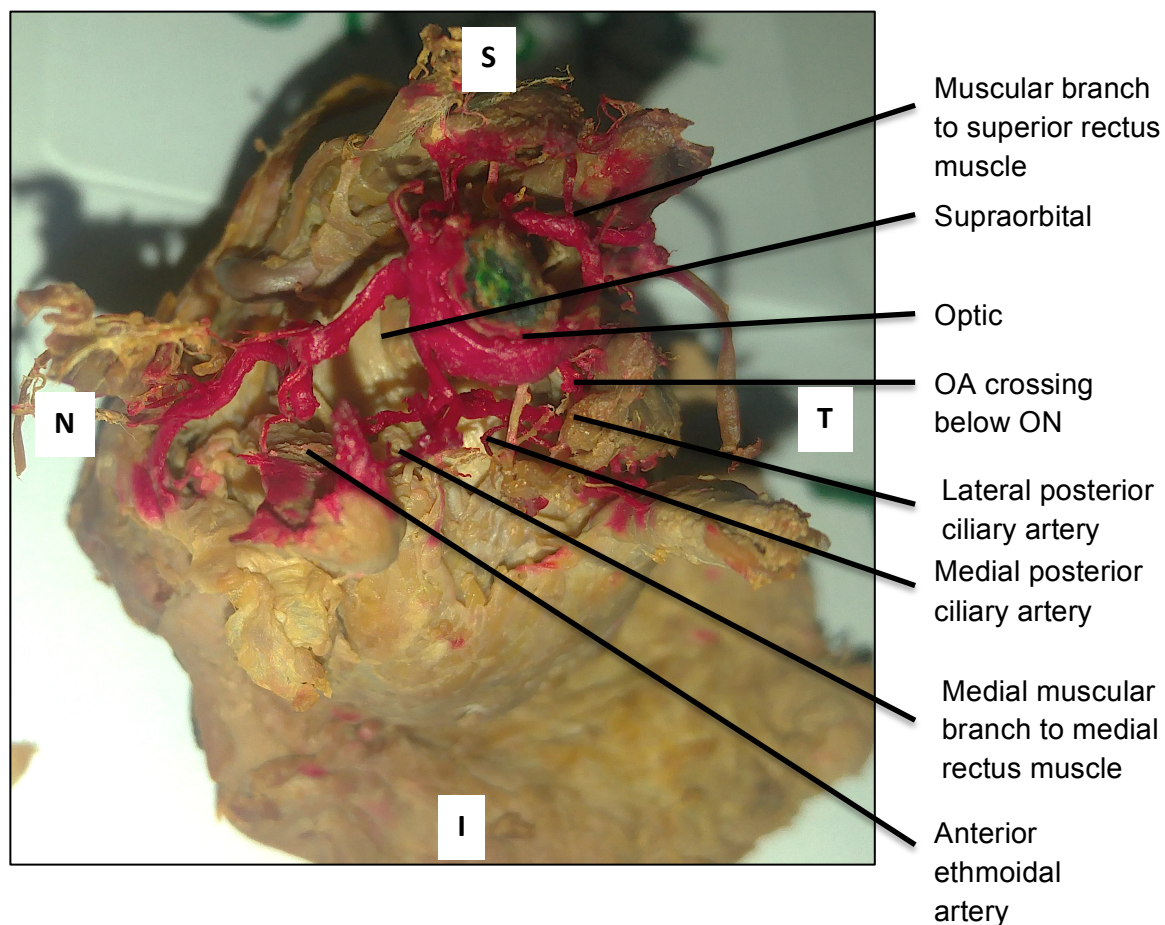 S
Muscular branch
to superior rectus
muscle
Supraorbital
Optic
OA crossing
below ON
N
T
Lateral posterior
ciliary artery
Medial posterior
ciliary artery
Medial muscular
branch to medial
rectus muscle
I
Anterior
ethmoidal
artery